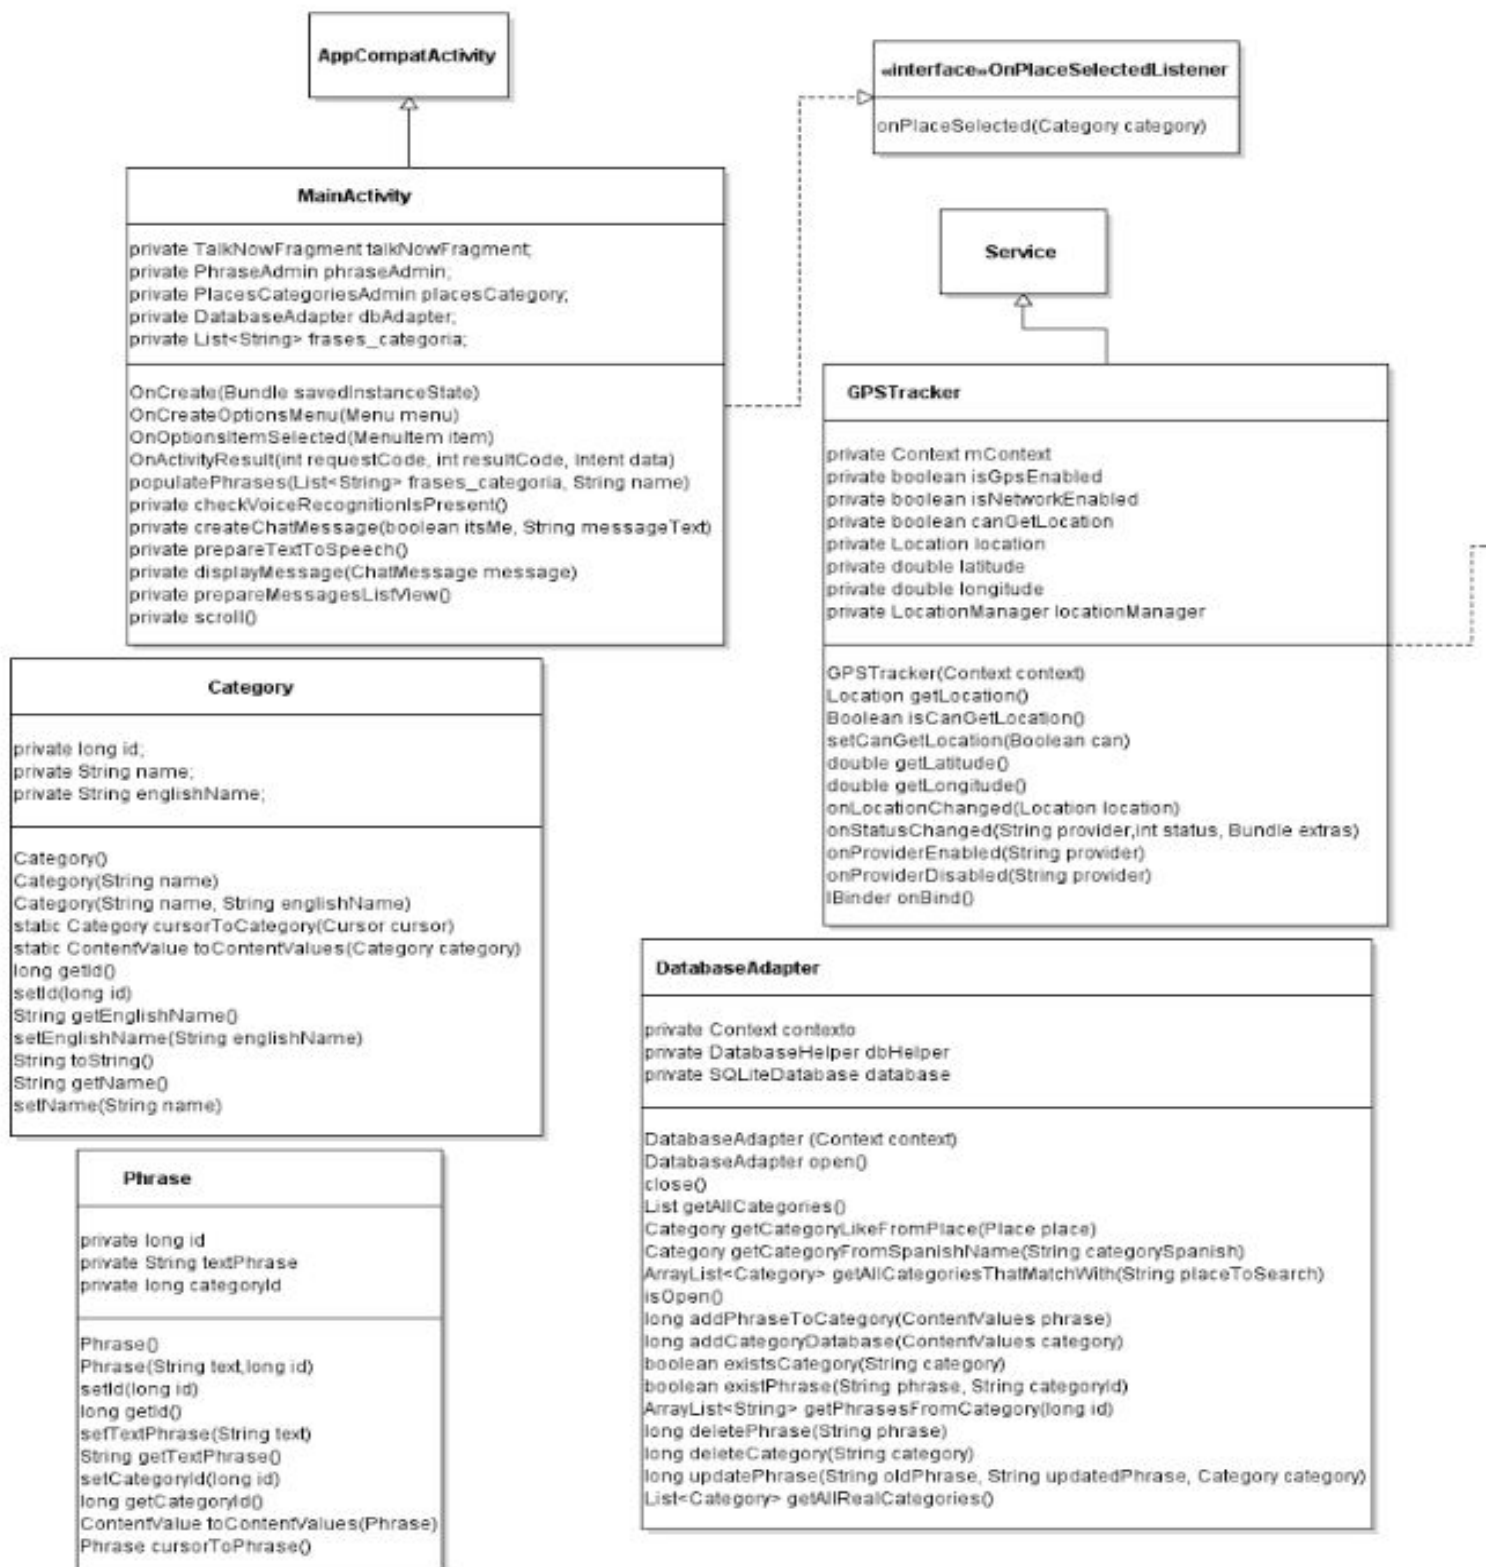 AppCompatActivity
«interface»OnPlaceSelectedListener
onPlaceSelected(Category category)
MainActivity
private TalkNowFragment talkNowFragment;
private PhraseAdmin phraseAdmin;
private PlacesCategoriesAdmin placesCategory;
private DatabaseAdapter dbAdapter;
private List<String> frases_categoria;
OnCreate(Bundle savedInstanceState)
OnCreateOptionsMenu(Menu menu)
OnOptionsItemSelected(MenuItem item)
OnActivityResult(int requestCode, int resultCode, Intent data)
populatePhrases(List<String> frases_categoria, String name)
private checkVoiceRecognitionIsPresent()
private createChatMessage(boolean itsMe, String messageText)
private prepareTextToSpeech()
private displayMessage(ChatMessage message)
private prepareMessagesListView()
private scroll()
Service
GPSTracker
private Context mContext
private boolean isGpsEnabled
private boolean isNetworkEnabled
private boolean canGetLocation
private Location location
private double latitude
private double longitude
private LocationManager locationManager
GPSTracker(Context context)
Location getLocation()
Boolean isCanGetLocation()
setCanGetLocation(Boolean can)
double getLatitude()
double getLongitude()
onLocationChanged(Location location)
onStatusChanged(String provider,int status, Bundle extras)
onProviderEnabled(String provider)
onProviderDisabled(String provider)
IBinder onBind()
Category
private long id;
private String name;
private String englishName;
Category()
Category(String name)
Category(String name, String englishName)
static Category cursorToCategory(Cursor cursor)
static ContentValue toContentValues(Category category)
long getId()
setId(long id)
String getEnglishName()
setEnglishName(String englishName)
String toString()
String getName()
setName(String name)
DatabaseAdapter
private Context contexto
private DatabaseHelper dbHelper
private SQLiteDatabase database
DatabaseAdapter (Context context)
DatabaseAdapter open()
close()
List getAllCategories()
Category getCategoryLikeFromPlace(Place place)
Category getCategoryFromSpanishName(String categorySpanish)
ArrayList<Category> getAllCategoriesThatMatchWith(String placeToSearch)
isOpen()
long addPhraseToCategory(ContentValues phrase)
long addCategoryDatabase(ContentValues category)
boolean existsCategory(String category)
boolean existPhrase(String phrase, String categoryId)
ArrayList<String> getPhrasesFromCategory(long id)
long deletePhrase(String phrase)
long deleteCategory(String category)
long updatePhrase(String oldPhrase, String updatedPhrase, Category category)
List<Category> getAllRealCategories()
Phrase
private long id
private String textPhrase
private long categoryId
Phrase()
Phrase(String text,long id)
setId(long id)
long getId()
setTextPhrase(String text)
String getTextPhrase()
setCategoryId(long id)
long getCategoryId()
ContentValue toContentValues(Phrase)
Phrase cursorToPhrase()